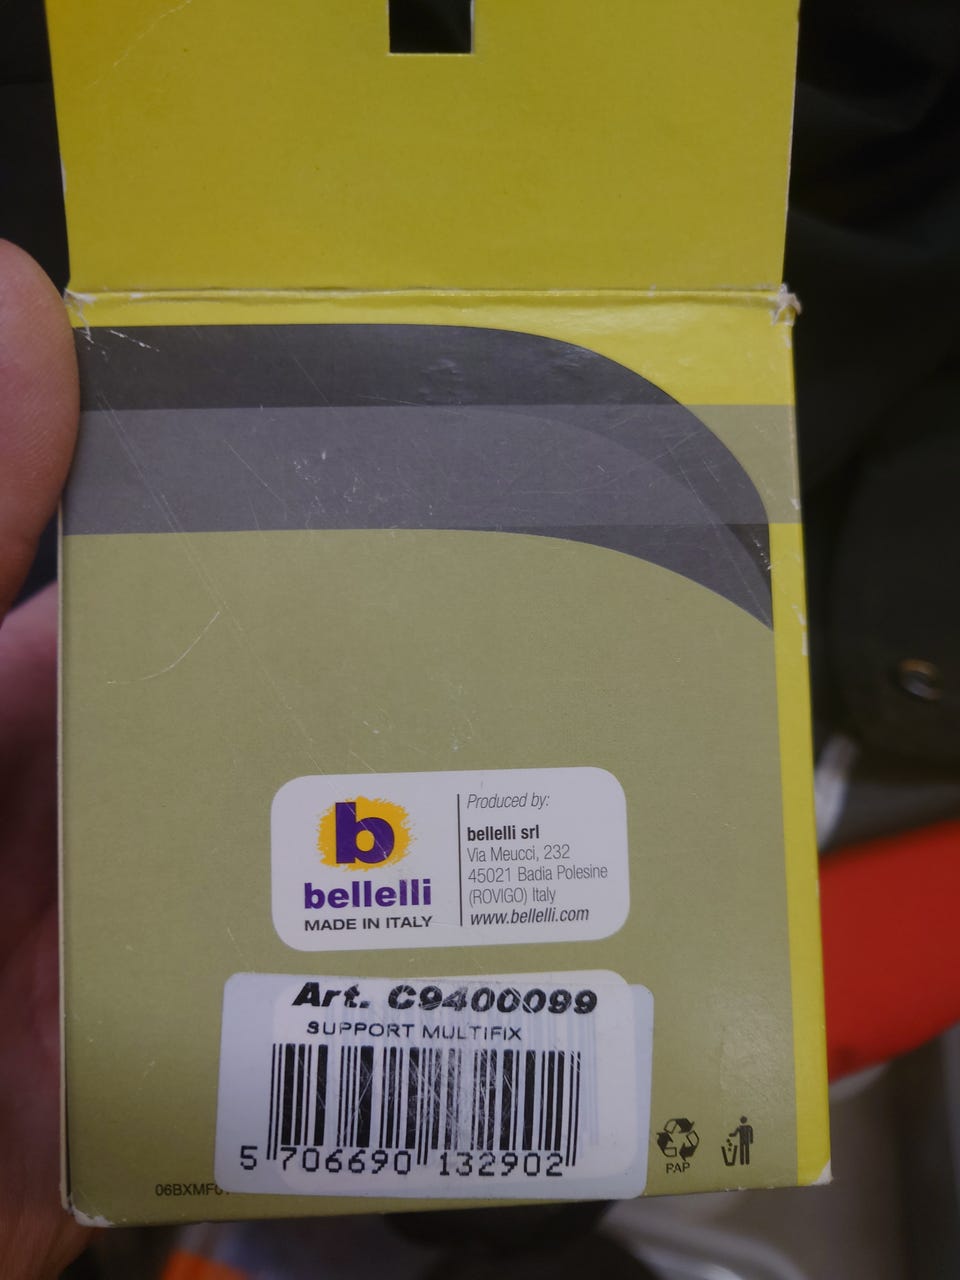 b
bellelli
MADE IN ITALY
Produced by:
bellelli srl
Via Meucci, 232
45021 Badia Polesine
(ROVIGO) Italy
www.bellelli.com
Art. C9400099
SUPPORT MULTIFIX
5 706690 132902
PAP